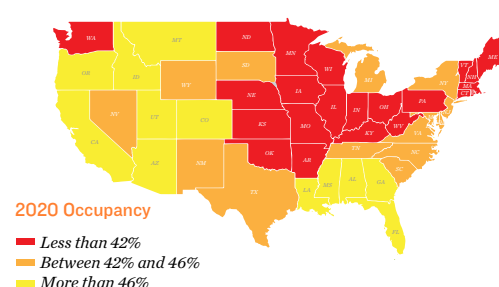 WA
MT
ND
MN
ME
OR
ID
SD
WI
MI
NY
VT
NH
MA
CT
WY
NE
IA
PA
NV
UT
CO
IL
IN
OH
WV
VA
CA
KS
MO
KY
NC
TN
SC
AZ
NM
OK
AR
TX
LA
MS
AL
GA
FL
2020 Occupancy
Less than 42%
Between 42% and 46%
More than 46%